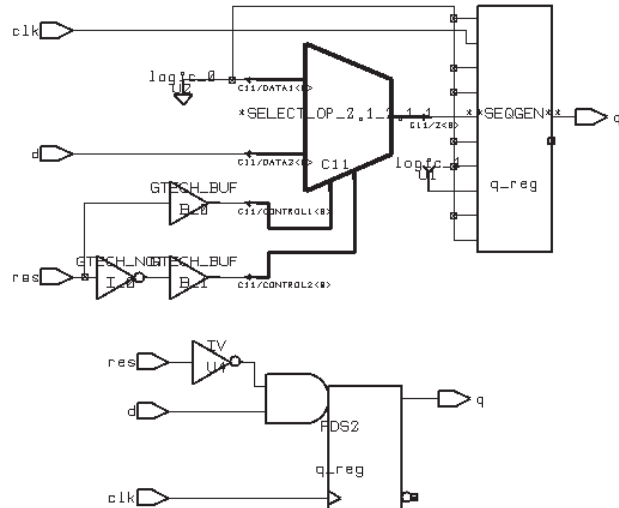 clk
logic_0
U2
C11/DATA1<0>
*SELECT_OP_2.1_2.1_1
C11/Z<0>
*SEQGEN*
q
d
C11/DATA2<0>
C11
logic_1
U1
q_reg
GTECH_BUF
B_0
C11/CONTROL1<0>
GTECH_NOT
GTECH_BUF
res
I_0
B_1
C11/CONTROL2<0>
res
IV
U4
d
FDS2
q
q_reg
clk